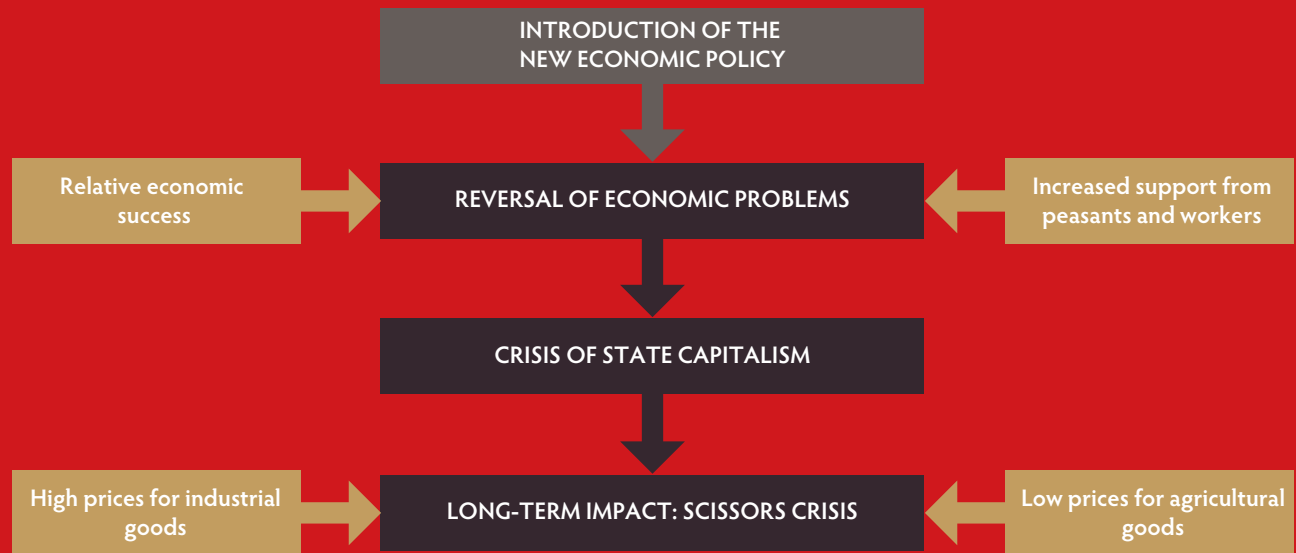 INTRODUCTION OF THE
NEW ECONOMIC POLICY
Relative economic
success
REVERSAL OF ECONOMIC PROBLEMS
Increased support from
peasants and workers
CRISIS OF STATE CAPITALISM
High prices for industrial
goods
LONG-TERM IMPACT: SCISSORS CRISIS
Low prices for agricultural
goods